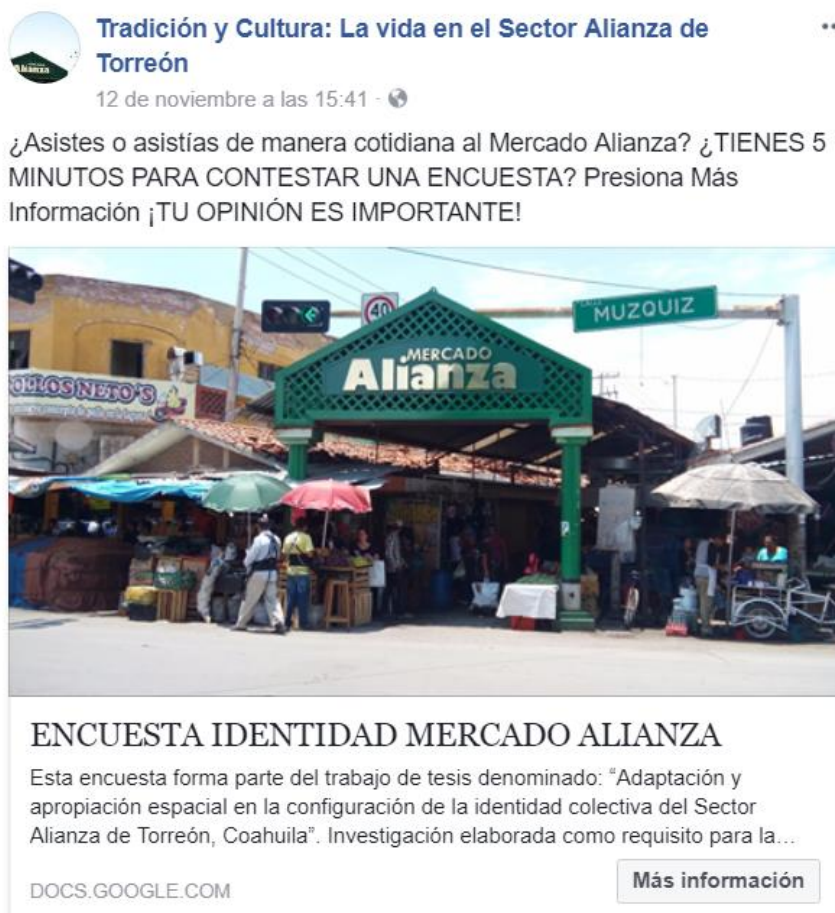 Tradición y Cultura: La vida en el Sector Alianza de
Torreón
12 de noviembre a las 15:41 ·
¿Asistes o asistías de manera cotidiana al Mercado Alianza? ¿TIENES 5
MINUTOS PARA CONTESTAR UNA ENCUESTA? Presiona Más
Información ¡TU OPINIÓN ES IMPORTANTE!
40
CALLE
MUZQUIZ
MERCADO
Alianza
OLLOS NETO'S
ENCUESTA IDENTIDAD MERCADO ALIANZA
Esta encuesta forma parte del trabajo de tesis denominado: “Adaptación y
apropiación espacial en la configuración de la identidad colectiva del Sector
Alianza de Torreón, Coahuila”. Investigación elaborada como requisito para la...
DOCS.GOOGLE.COM
Más información